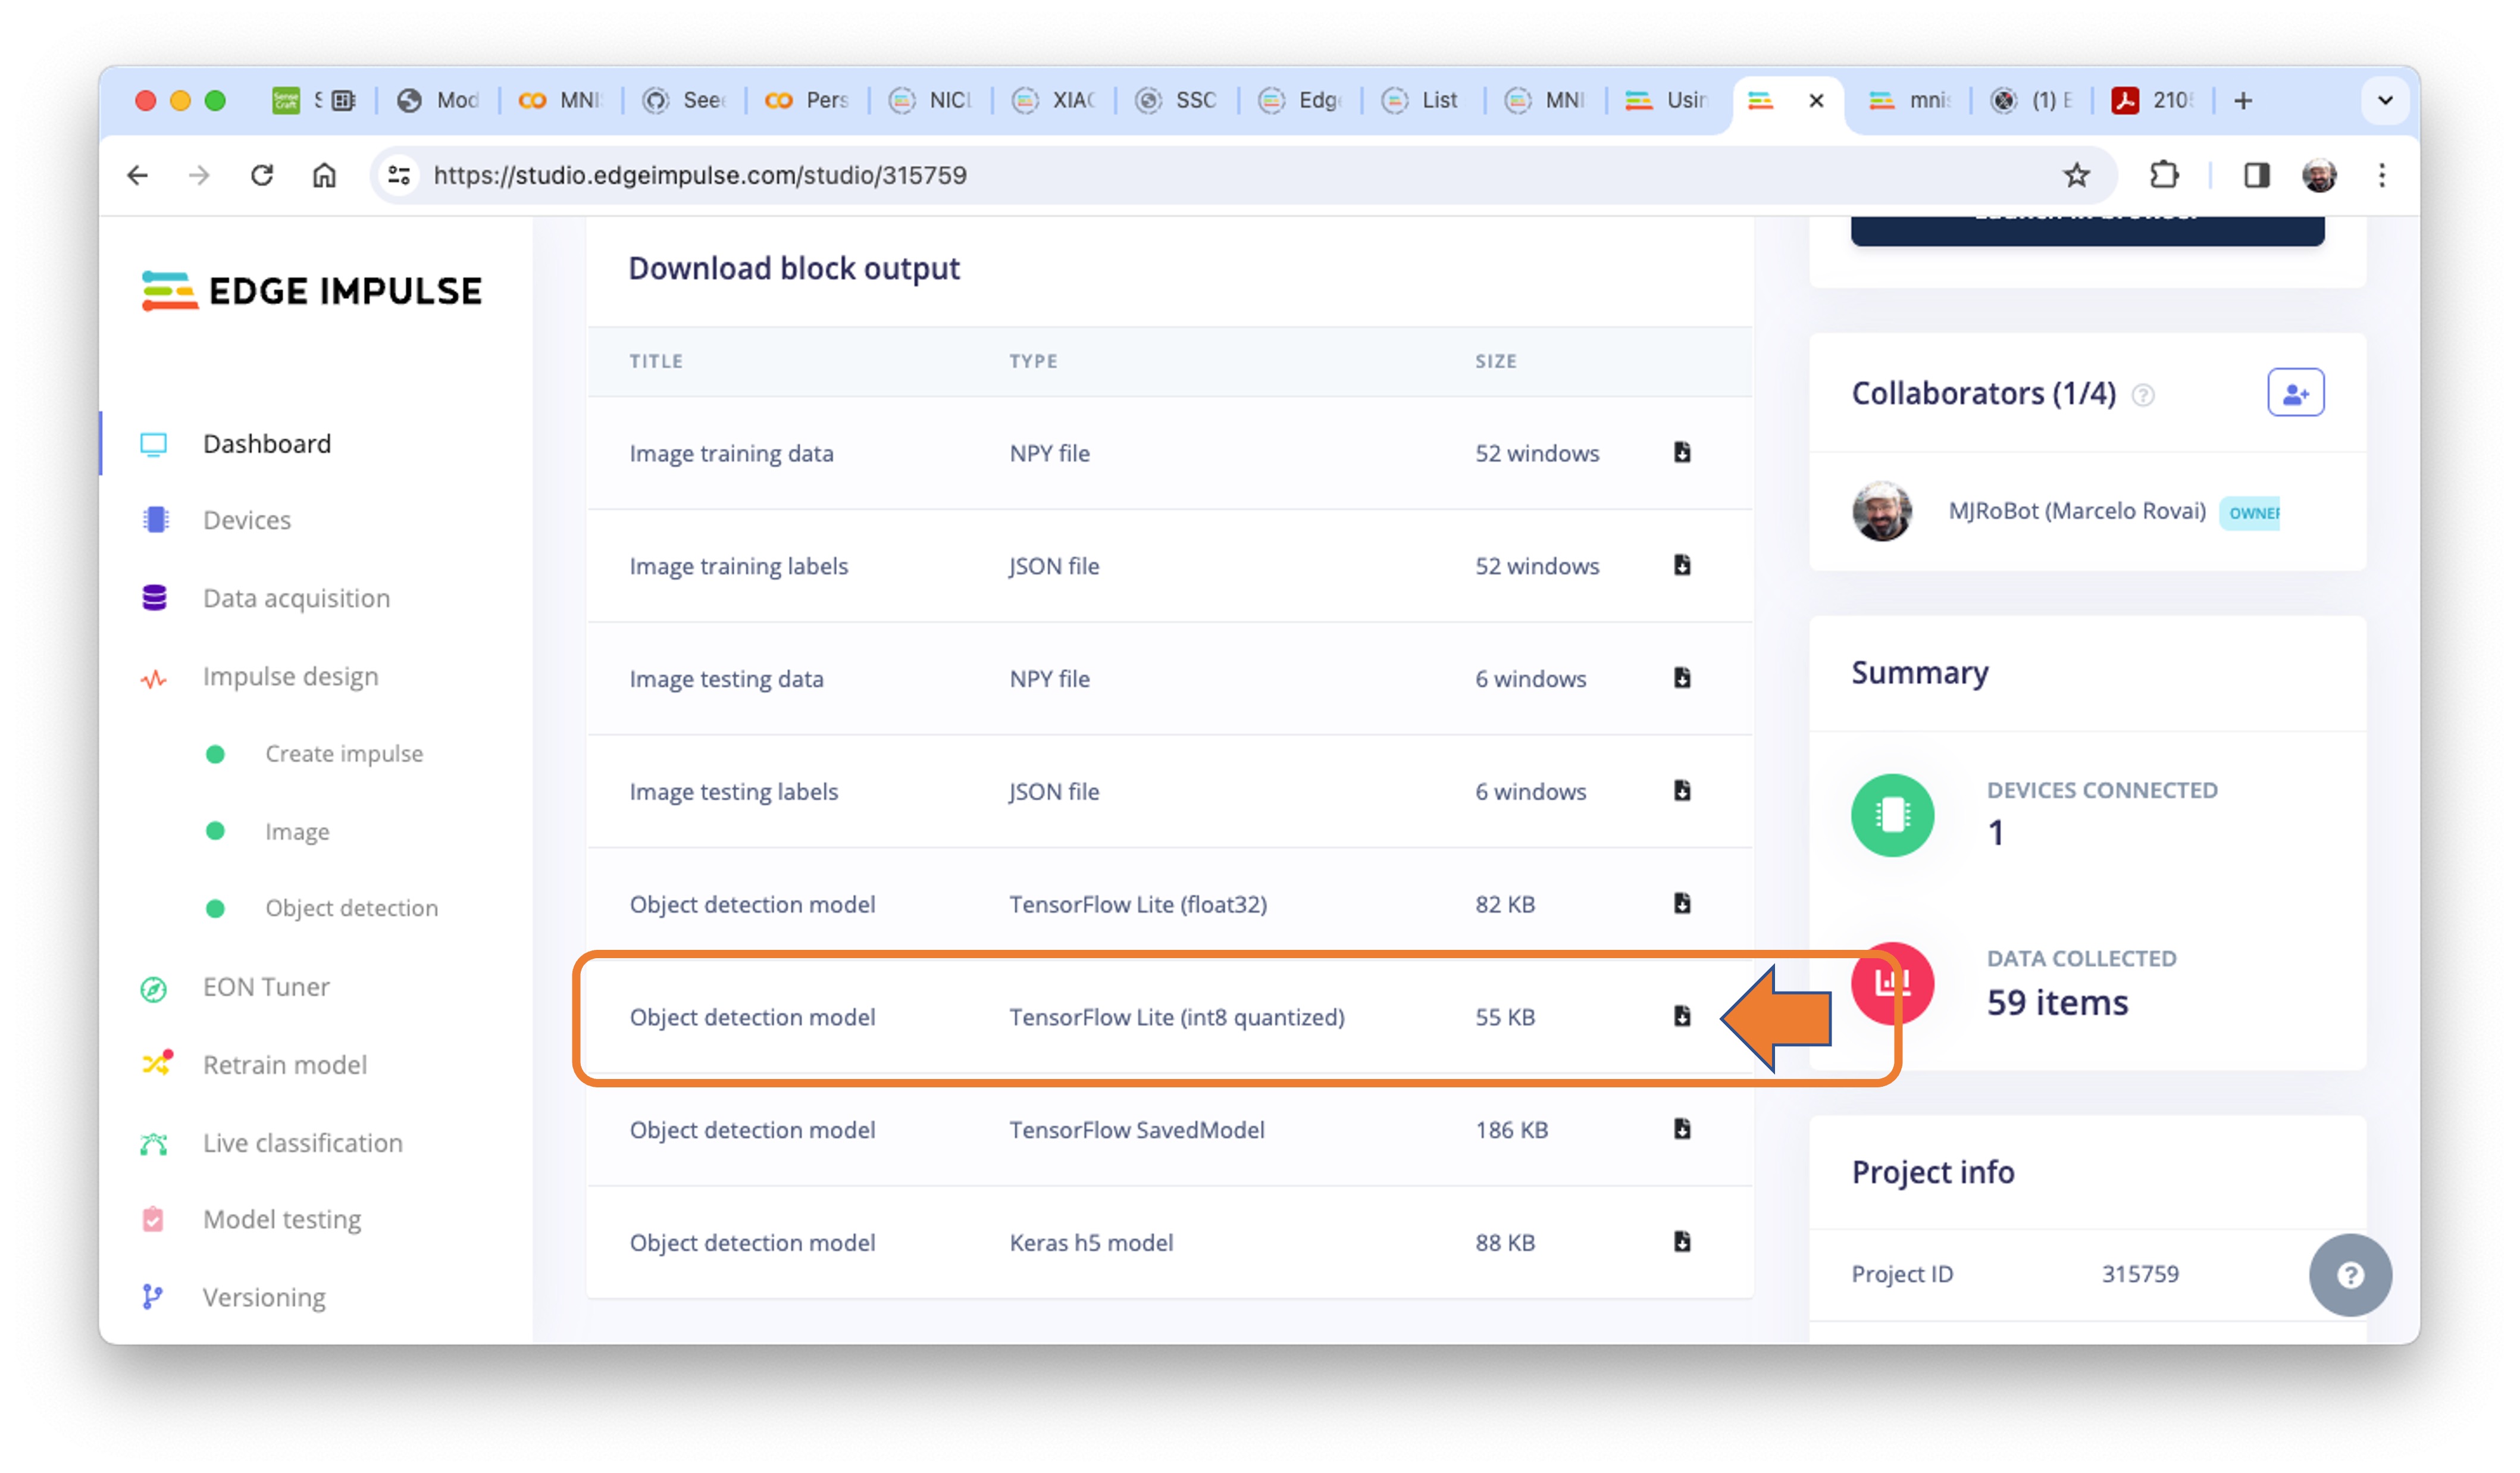 Mod
MNI
See
Pers
NICL
XIAO
SSC
Edg
List
MNI
Usin
mnis
(1) E
210
https://studio.edgeimpulse.com/studio/315759
EDGE IMPULSE
Dashboard
Devices
Data acquisition
Impulse design
Create impulse
Image
Object detection
EON Tuner
Retrain model
Live classification
Model testing
Versioning
Download block output
TITLE TYPE SIZE
Image training data NPY file 52 windows
Image training labels JSON file 52 windows
Image testing data NPY file 6 windows
Image testing labels JSON file 6 windows
Object detection model TensorFlow Lite (float32) 82 KB
Object detection model TensorFlow Lite (int8 quantized) 55 KB
Object detection model TensorFlow SavedModel 186 KB
Object detection model Keras h5 model 88 KB
Collaborators (1/4)
MJRoBot (Marcelo Rovai) OWNER
Summary
DEVICES CONNECTED
1
DATA COLLECTED
59 items
Project info
Project ID 315759